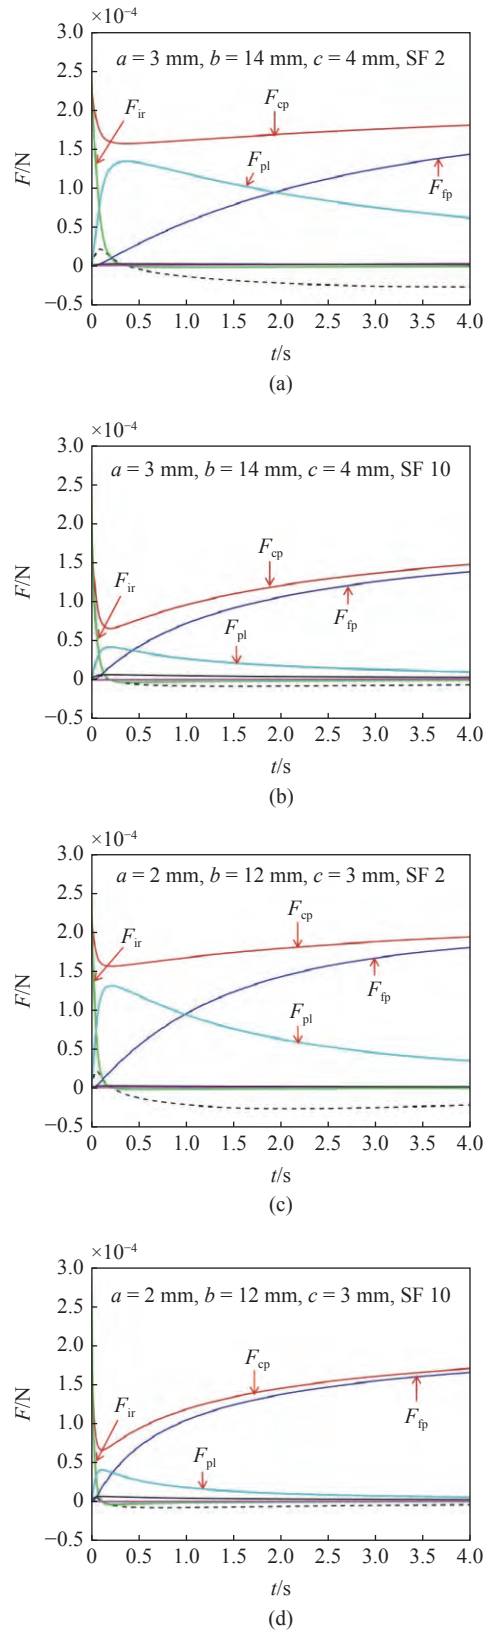 ×10⁻⁴
3.0
a = 3 mm, b = 14 mm, c = 4 mm, SF 2
2.5
F_ir
F_cp
2.0
1.5
F_pl
F_fp
1.0
0.5
0
−0.5
0 0.5 1.0 1.5 2.0 2.5 3.0 3.5 4.0
F/N
t/s
(a)
×10⁻⁴
3.0
a = 3 mm, b = 14 mm, c = 4 mm, SF 10
2.5
2.0
F_cp
1.5
F_ir
1.0
F_pl
F_fp
0.5
0
−0.5
0 0.5 1.0 1.5 2.0 2.5 3.0 3.5 4.0
F/N
t/s
(b)
×10⁻⁴
3.0
a = 2 mm, b = 12 mm, c = 3 mm, SF 2
2.5
F_cp
2.0
F_ir
1.5
F_fp
1.0
F_pl
0.5
0
−0.5
0 0.5 1.0 1.5 2.0 2.5 3.0 3.5 4.0
F/N
t/s
(c)
×10⁻⁴
3.0
a = 2 mm, b = 12 mm, c = 3 mm, SF 10
2.5
2.0
F_cp
1.5
F_ir
1.0
F_fp
F_pl
0.5
0
−0.5
0 0.5 1.0 1.5 2.0 2.5 3.0 3.5 4.0
F/N
t/s
(d)